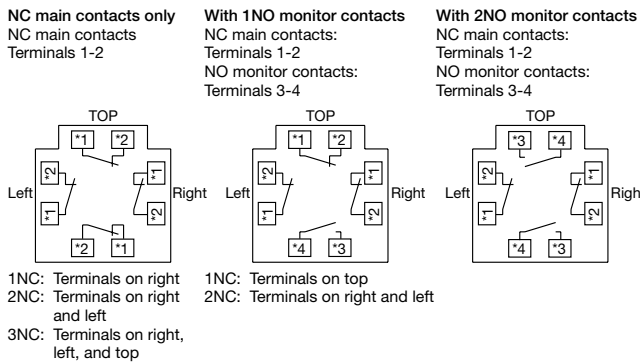 NC main contacts only
NC main contacts
Terminals 1-2
With 1NO monitor contacts
NC main contacts:
Terminals 1-2
NO monitor contacts:
Terminals 3-4
With 2NO monitor contacts
NC main contacts:
Terminals 1-2
NO monitor contacts:
Terminals 3-4
TOP
*1 *2
*2 *1
Left Right
*1 *2
*2 *1
1NC: Terminals on right
2NC: Terminals on right
and left
3NC: Terminals on right,
left, and top
TOP
*1 *2
*2 *1
Left Right
*1 *2
*4 *3
1NC: Terminals on top
2NC: Terminals on right and left
TOP
*3 *4
*2 *1
Left Righ
*1 *2
*4 *3